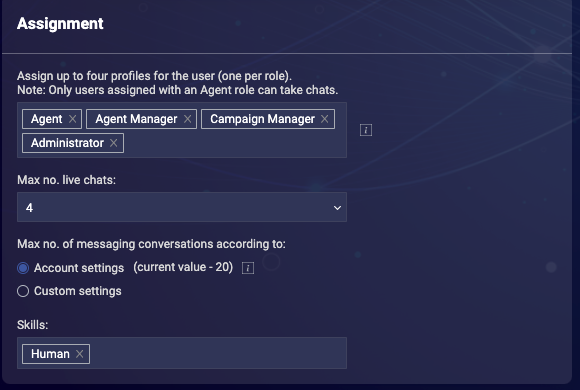 Assignment
Assign up to four profiles for the user (one per role).
Note: Only users assigned with an Agent role can take chats.
Agent X Agent Manager X Campaign Manager X
Administrator X
Max no. live chats:
4
Max no. of messaging conversations according to:
Account settings (current value - 20) i
Custom settings
Skills:
Human X